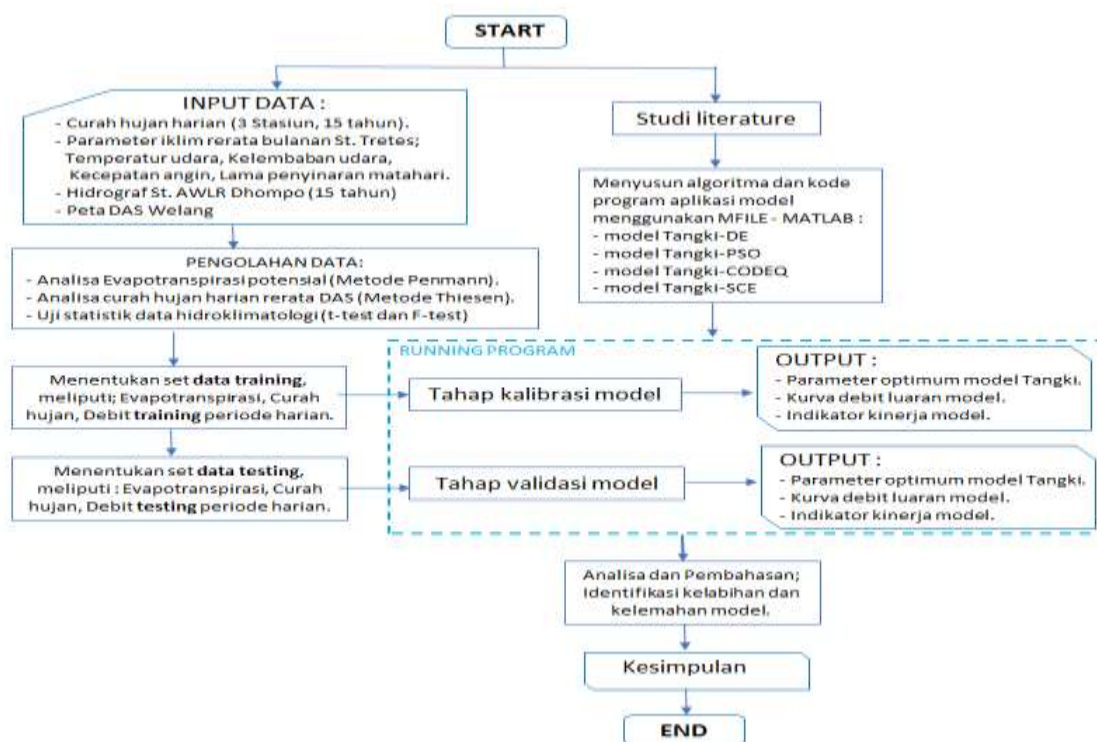 START
INPUT DATA :
- Curah hujan harian (3 Stasiun, 15 tahun).
- Parameter iklim rerata bulanan St. Tretes;
Temperatur udara, Kelembaban udara,
Kecepatan angin, Lama penyinaran matahari.
- Hidrograf St. AWLR Dhompo (15 tahun)
- Peta DAS Welang
PENGOLAHAN DATA:
- Analisa Evapotranspirasi potensial (Metode Penmann).
- Analisa curah hujan harian rerata DAS (Metode Thiesen).
- Uji statistik data hidroklimatologi (t-test dan F-test)
Studi literature
Menyusun algoritma dan kode
program aplikasi model
menggunakan MFILE - MATLAB :
- model Tangki-DE
- model Tangki-PSO
- model Tangki-CODEQ
- model Tangki-SCE
Menentukan set data training,
meliputi; Evapotranspirasi, Curah
hujan, Debit training periode harian.
Menentukan set data testing,
meliputi : Evapotranspirasi, Curah
hujan, Debit testing periode harian.
RUNNING PROGRAM
Tahap kalibrasi model
OUTPUT :
- Parameter optimum model Tangki.
- Kurva debit luaran model.
- Indikator kinerja model.
Tahap validasi model
OUTPUT :
- Parameter optimum model Tangki.
- Kurva debit luaran model.
- Indikator kinerja model.
Analisa dan Pembahasan;
Identifikasi kelabihan dan
kelemahan model.
Kesimpulan
END